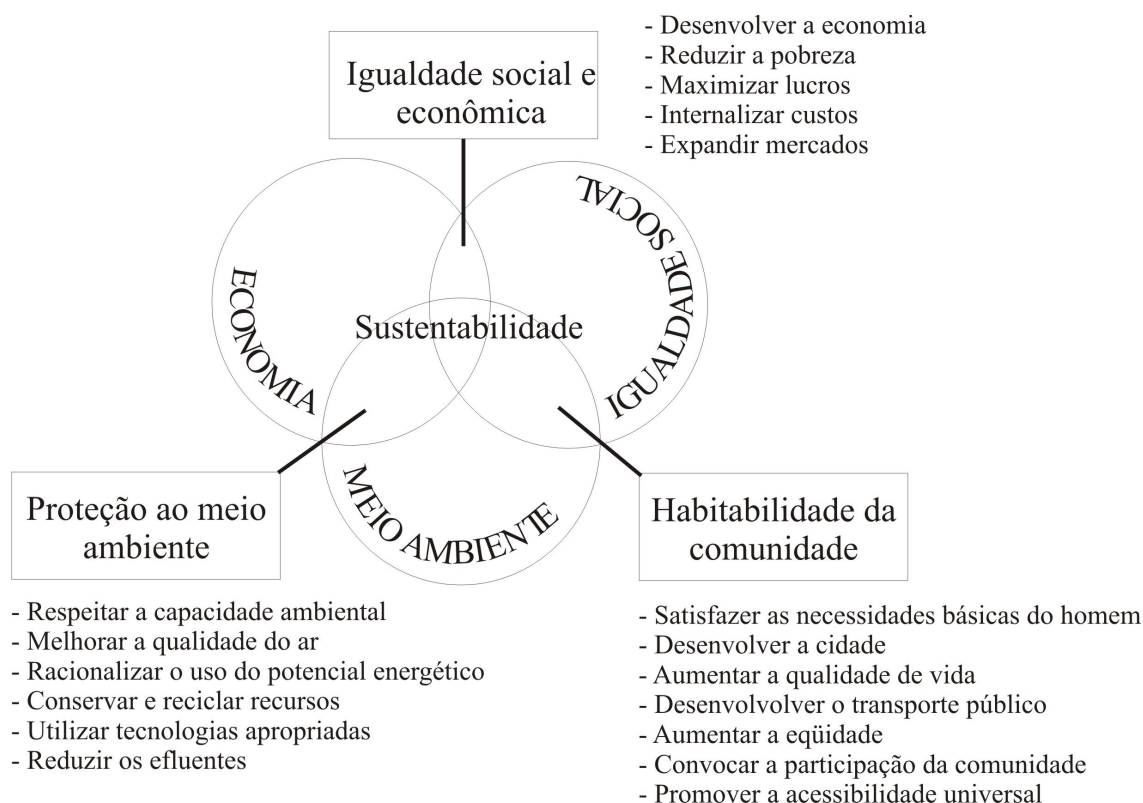 Igualdade social e
econômica
- Desenvolver a economia
- Reduzir a pobreza
- Maximizar lucros
- Internalizar custos
- Expandir mercados
ECONOMIA
IGUALDADE SOCIAL
Sustentabilidade
MEIO AMBIENTE
Proteção ao meio
ambiente
- Respeitar a capacidade ambiental
- Melhorar a qualidade do ar
- Racionalizar o uso do potencial energético
- Conservar e reciclar recursos
- Utilizar tecnologias apropriadas
- Reduzir os efluentes
Habitabilidade da
comunidade
- Satisfazer as necessidades básicas do homem
- Desenvolver a cidade
- Aumentar a qualidade de vida
- Desenvolvolver o transporte público
- Aumentar a eqüidade
- Convocar a participação da comunidade
- Promover a acessibilidade universal